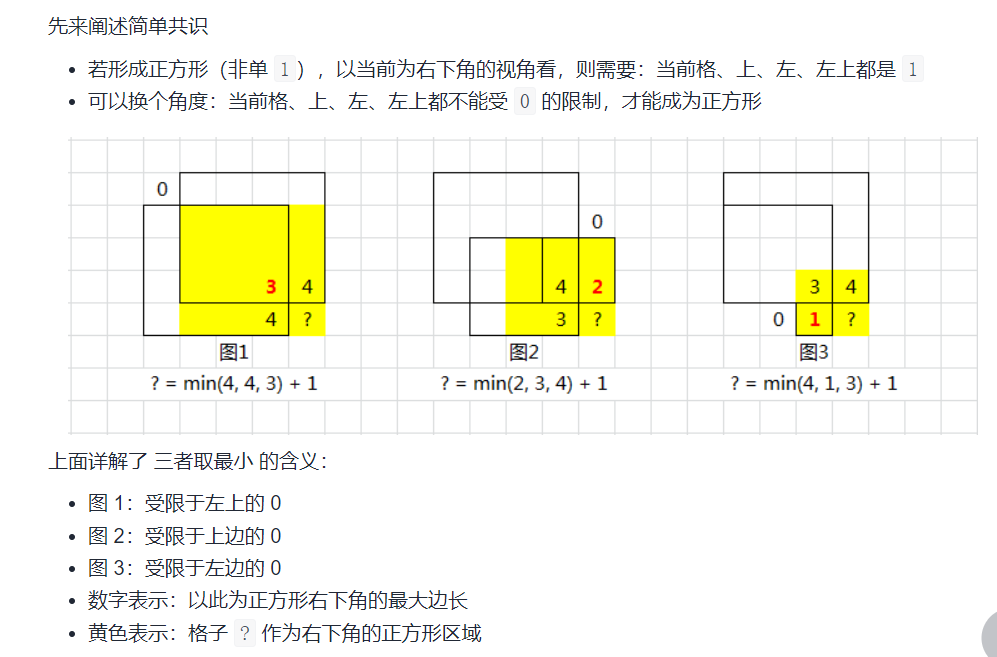 先来阐述简单共识
• 若形成正方形（非单 1），以当前为右下角的视角看，则需要：当前格、上、左、左上都是 1
• 可以换个角度：当前格、上、左、左上都不能受 0 的限制，才能成为正方形
0
3 4
4 ?
图1
? = min(4, 4, 3) + 1
0
4 2
3 ?
图2
? = min(2, 3, 4) + 1
3 4
0 1 ?
图3
? = min(4, 1, 3) + 1
上面详解了 三者取最小 的含义：
• 图 1：受限于左上的 0
• 图 2：受限于上边的 0
• 图 3：受限于左边的 0
• 数字表示：以此为正方形右下角的最大边长
• 黄色表示：格子 ? 作为右下角的正方形区域